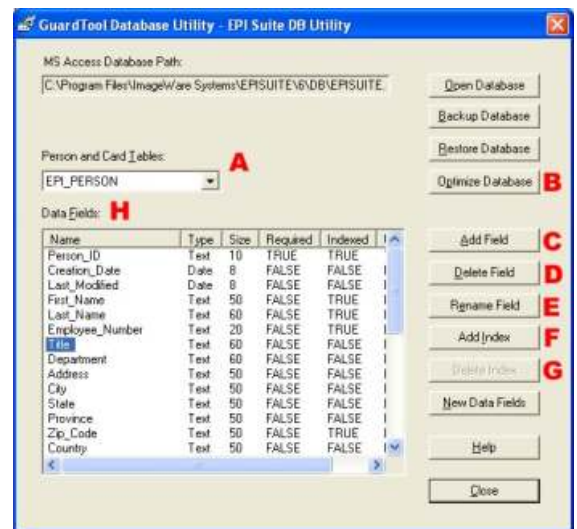 GuardTool Database Utility - EPI Suite DB Utility
MS Access Database Path:
C:\Program Files\ImageWare Systems\EPISUITE\6\DB\EPISUITE.
Open Database
Backup Database
Restore Database
Person and Card Tables: A
EPI_PERSON
Optimize Database B
Data Fields: H
Name Type Size Required Indexed
Person_ID Text 10 TRUE TRUE
Creation_Date Date 8 FALSE FALSE
Last_Modified Date 8 FALSE FALSE
First_Name Text 50 FALSE TRUE
Last_Name Text 60 FALSE TRUE
Employee_Number Text 20 FALSE TRUE
Title Text 60 FALSE FALSE
Department Text 60 FALSE FALSE
Address Text 50 FALSE FALSE
City Text 50 FALSE FALSE
State Text 50 FALSE FALSE
Province Text 50 FALSE FALSE
Zip_Code Text 50 FALSE TRUE
Country Text 50 FALSE FALSE
Add Field C
Delete Field D
Rename Field E
Add Index F
Delete Index G
New Data Fields
Help
Close